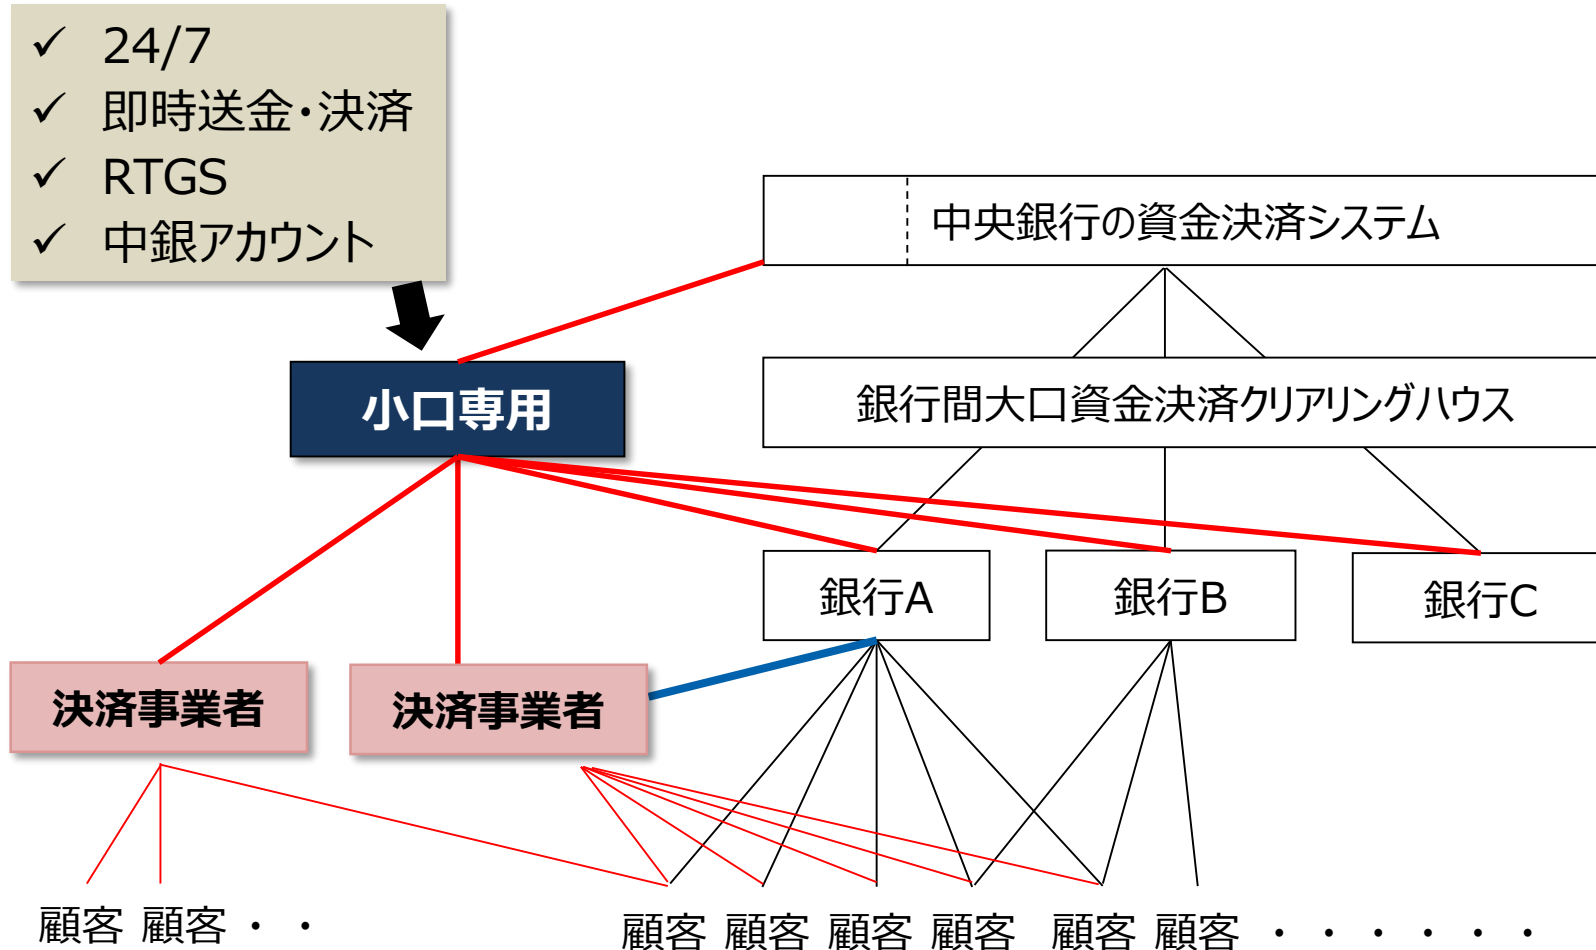 ✓ 24/7
✓ 即時送金・決済
✓ RTGS
✓ 中銀アカウント
中央銀行の資金決済システム
小口専用
銀行間大口資金決済クリアリングハウス
銀行A
銀行B
銀行C
決済事業者
決済事業者
顧客 顧客 ・ ・
顧客 顧客 顧客 顧客 顧客 顧客 ・ ・ ・ ・ ・ ・